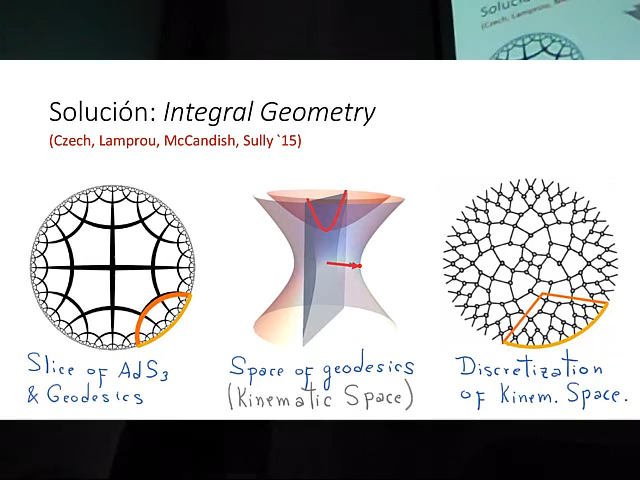 Solución: Integral Geometry
(Czech, Lamprou, McCandish, Sully `15)
Slice of AdS₃
& Geodesics
Space of geodesics
(Kinematic Space)
Discretization
of Kinem. Space.